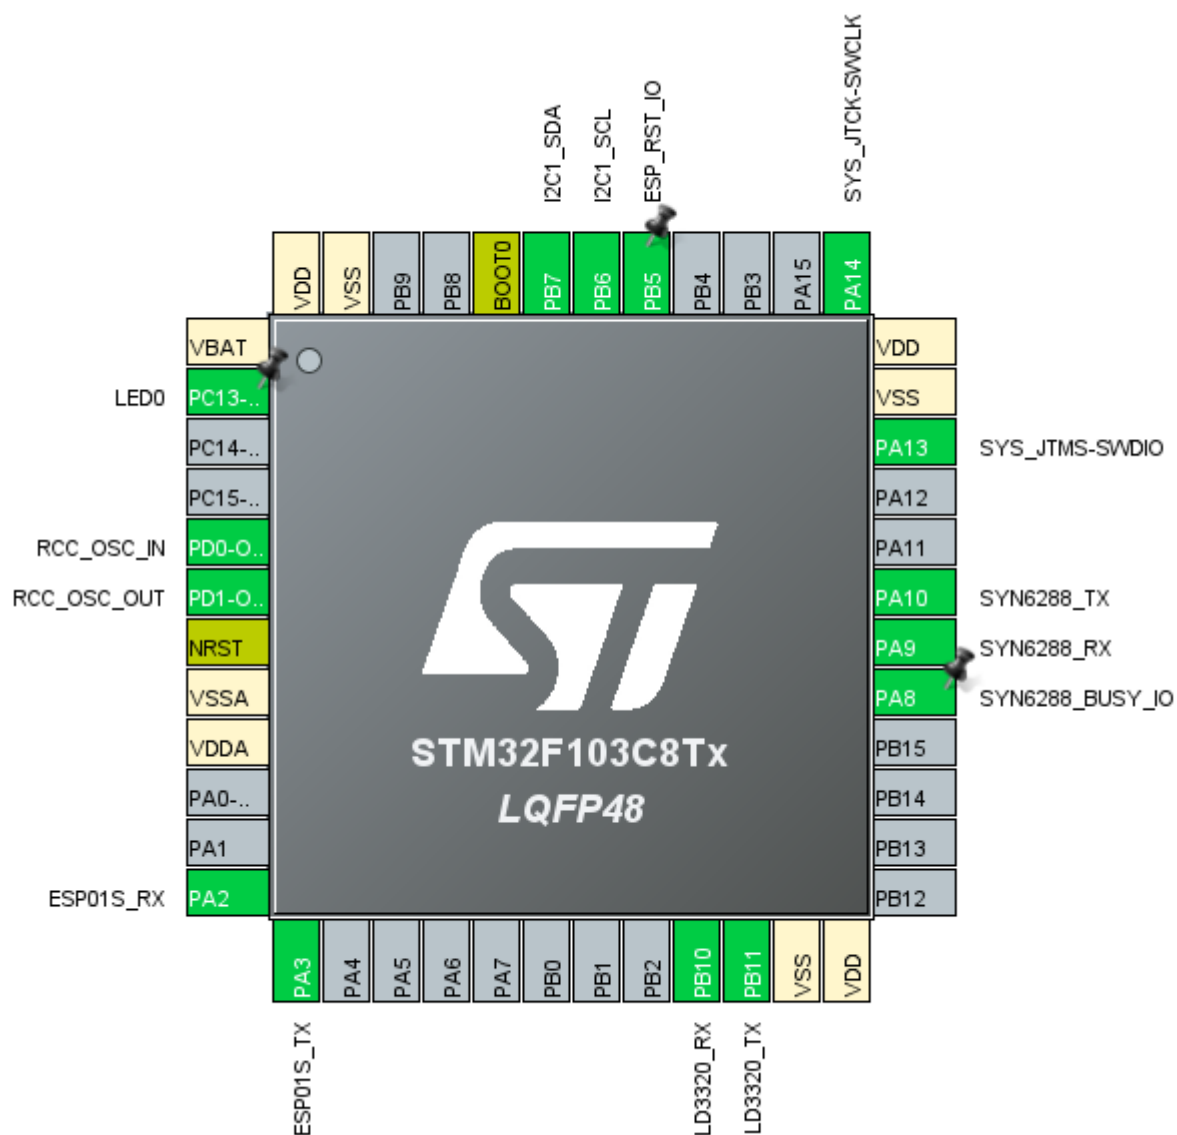 I2C1_SDA
I2C1_SCL
ESP_RST_IO
SYS_JTCK-SWCLK
VDD
VSS
PB9
PB8
BOOT0
PB7
PB6
PB5
PB4
PB3
PA15
PA14
VBAT
LED0 PC13-..
PC14-..
PC15-..
RCC_OSC_IN PD0-O..
RCC_OSC_OUT PD1-O..
NRST
VSSA
VDDA
PA0-..
PA1
ESP01S_RX PA2
ST
STM32F103C8Tx
LQFP48
VDD
VSS
PA13 SYS_JTMS-SWDIO
PA12
PA11
PA10 SYN6288_TX
PA9 SYN6288_RX
PA8 SYN6288_BUSY_IO
PB15
PB14
PB13
PB12
PA3
PA4
PA5
PA6
PA7
PB0
PB1
PB2
PB10
PB11
VSS
VDD
ESP01S_TX
LD3320_RX
LD3320_TX